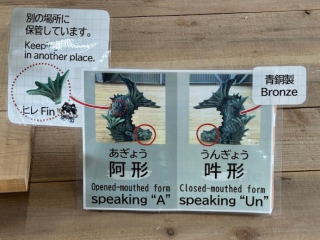 別の場所に
保管しています。
Keeping
in another place.
ヒレ Fin
青銅製
Bronze
あぎょう
阿形
Opened-mouthed form
speaking “A”
うんぎょう
吽形
Closed-mouthed form
speaking “Un”